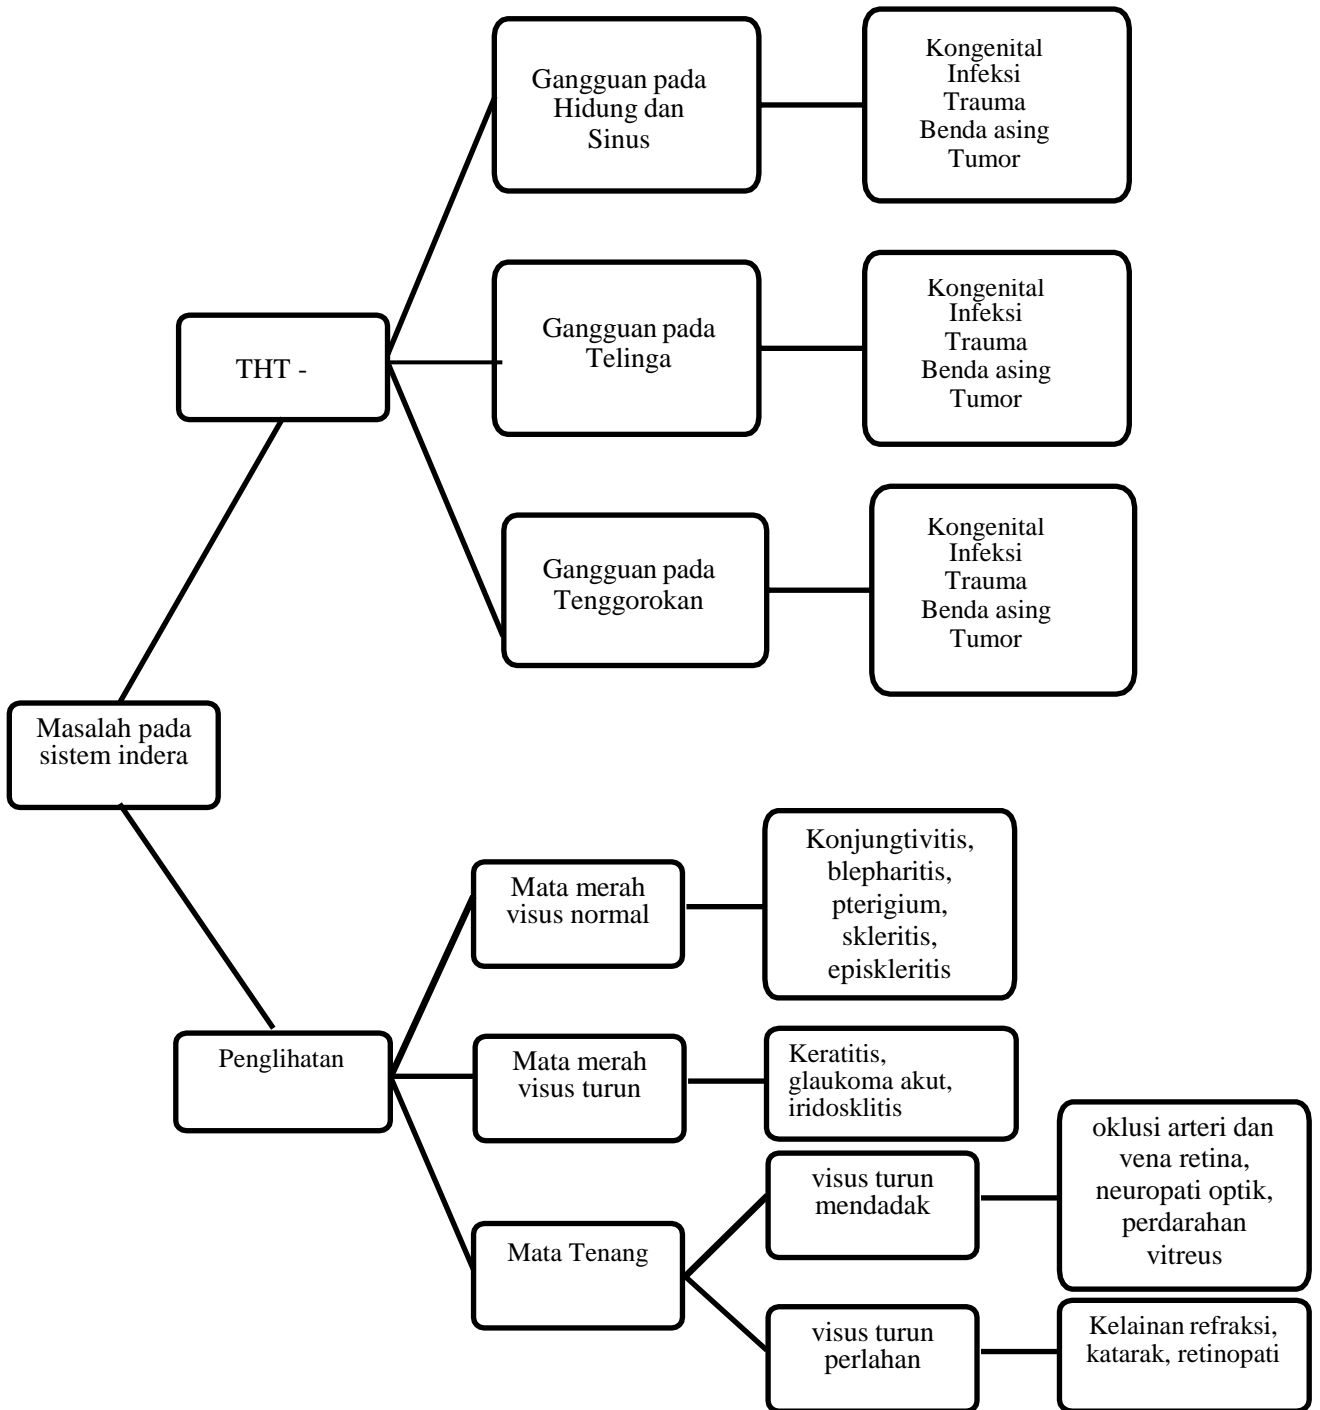 Gangguan pada
Hidung dan
Sinus
Kongenital
Infeksi
Trauma
Benda asing
Tumor
THT -
Gangguan pada
Telinga
Kongenital
Infeksi
Trauma
Benda asing
Tumor
Gangguan pada
Tenggorokan
Kongenital
Infeksi
Trauma
Benda asing
Tumor
Masalah pada
sistem indera
Penglihatan
Mata merah
visus normal
Konjungtivitis,
blepharitis,
pterigium,
skleritis,
episkleritis
Mata merah
visus turun
Keratitis,
glaukoma akut,
iridosklitis
Mata Tenang
visus turun
mendadak
oklusi arteri dan
vena retina,
neuropati optik,
perdarahan
vitreus
visus turun
perlahan
Kelainan refraksi,
katarak, retinopati